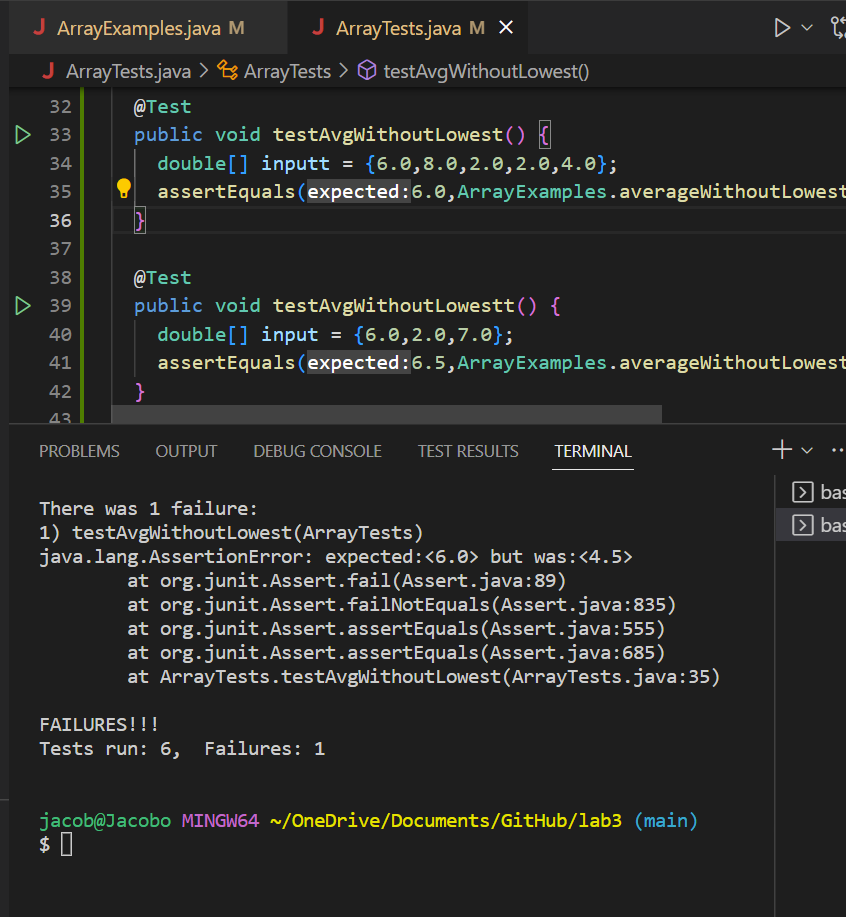 J ArrayExamples.java M J ArrayTests.java M
J ArrayTests.java > ArrayTests > testAvgWithoutLowest()
32 @Test
33 public void testAvgWithoutLowest() {
34 double[] inputt = {6.0,8.0,2.0,2.0,4.0};
35 assertEquals(expected:6.0,ArrayExamples.averageWithoutLowest
36 }
37
38 @Test
39 public void testAvgWithoutLowestt() {
40 double[] input = {6.0,2.0,7.0};
41 assertEquals(expected:6.5,ArrayExamples.averageWithoutLowest
42 }
43
PROBLEMS OUTPUT DEBUG CONSOLE TEST RESULTS TERMINAL
bas
bas
There was 1 failure:
1) testAvgWithoutLowest(ArrayTests)
java.lang.AssertionError: expected:<6.0> but was:<4.5>
at org.junit.Assert.fail(Assert.java:89)
at org.junit.Assert.failNotEquals(Assert.java:835)
at org.junit.Assert.assertEquals(Assert.java:555)
at org.junit.Assert.assertEquals(Assert.java:685)
at ArrayTests.testAvgWithoutLowest(ArrayTests.java:35)
FAILURES!!!
Tests run: 6,  Failures: 1
jacob@Jacobo MINGW64 ~/OneDrive/Documents/GitHub/lab3 (main)
$